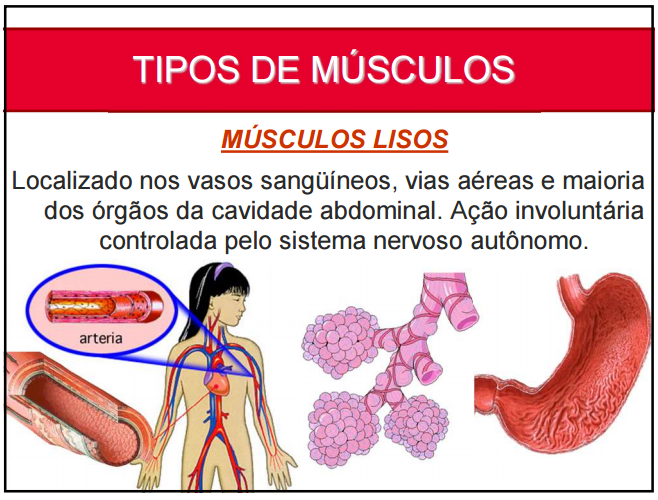 TIPOS DE MÚSCULOS
MÚSCULOS LISOS
Localizado nos vasos sangüíneos, vias aéreas e maioria
dos órgãos da cavidade abdominal. Ação involuntária
controlada pelo sistema nervoso autônomo.
arteria